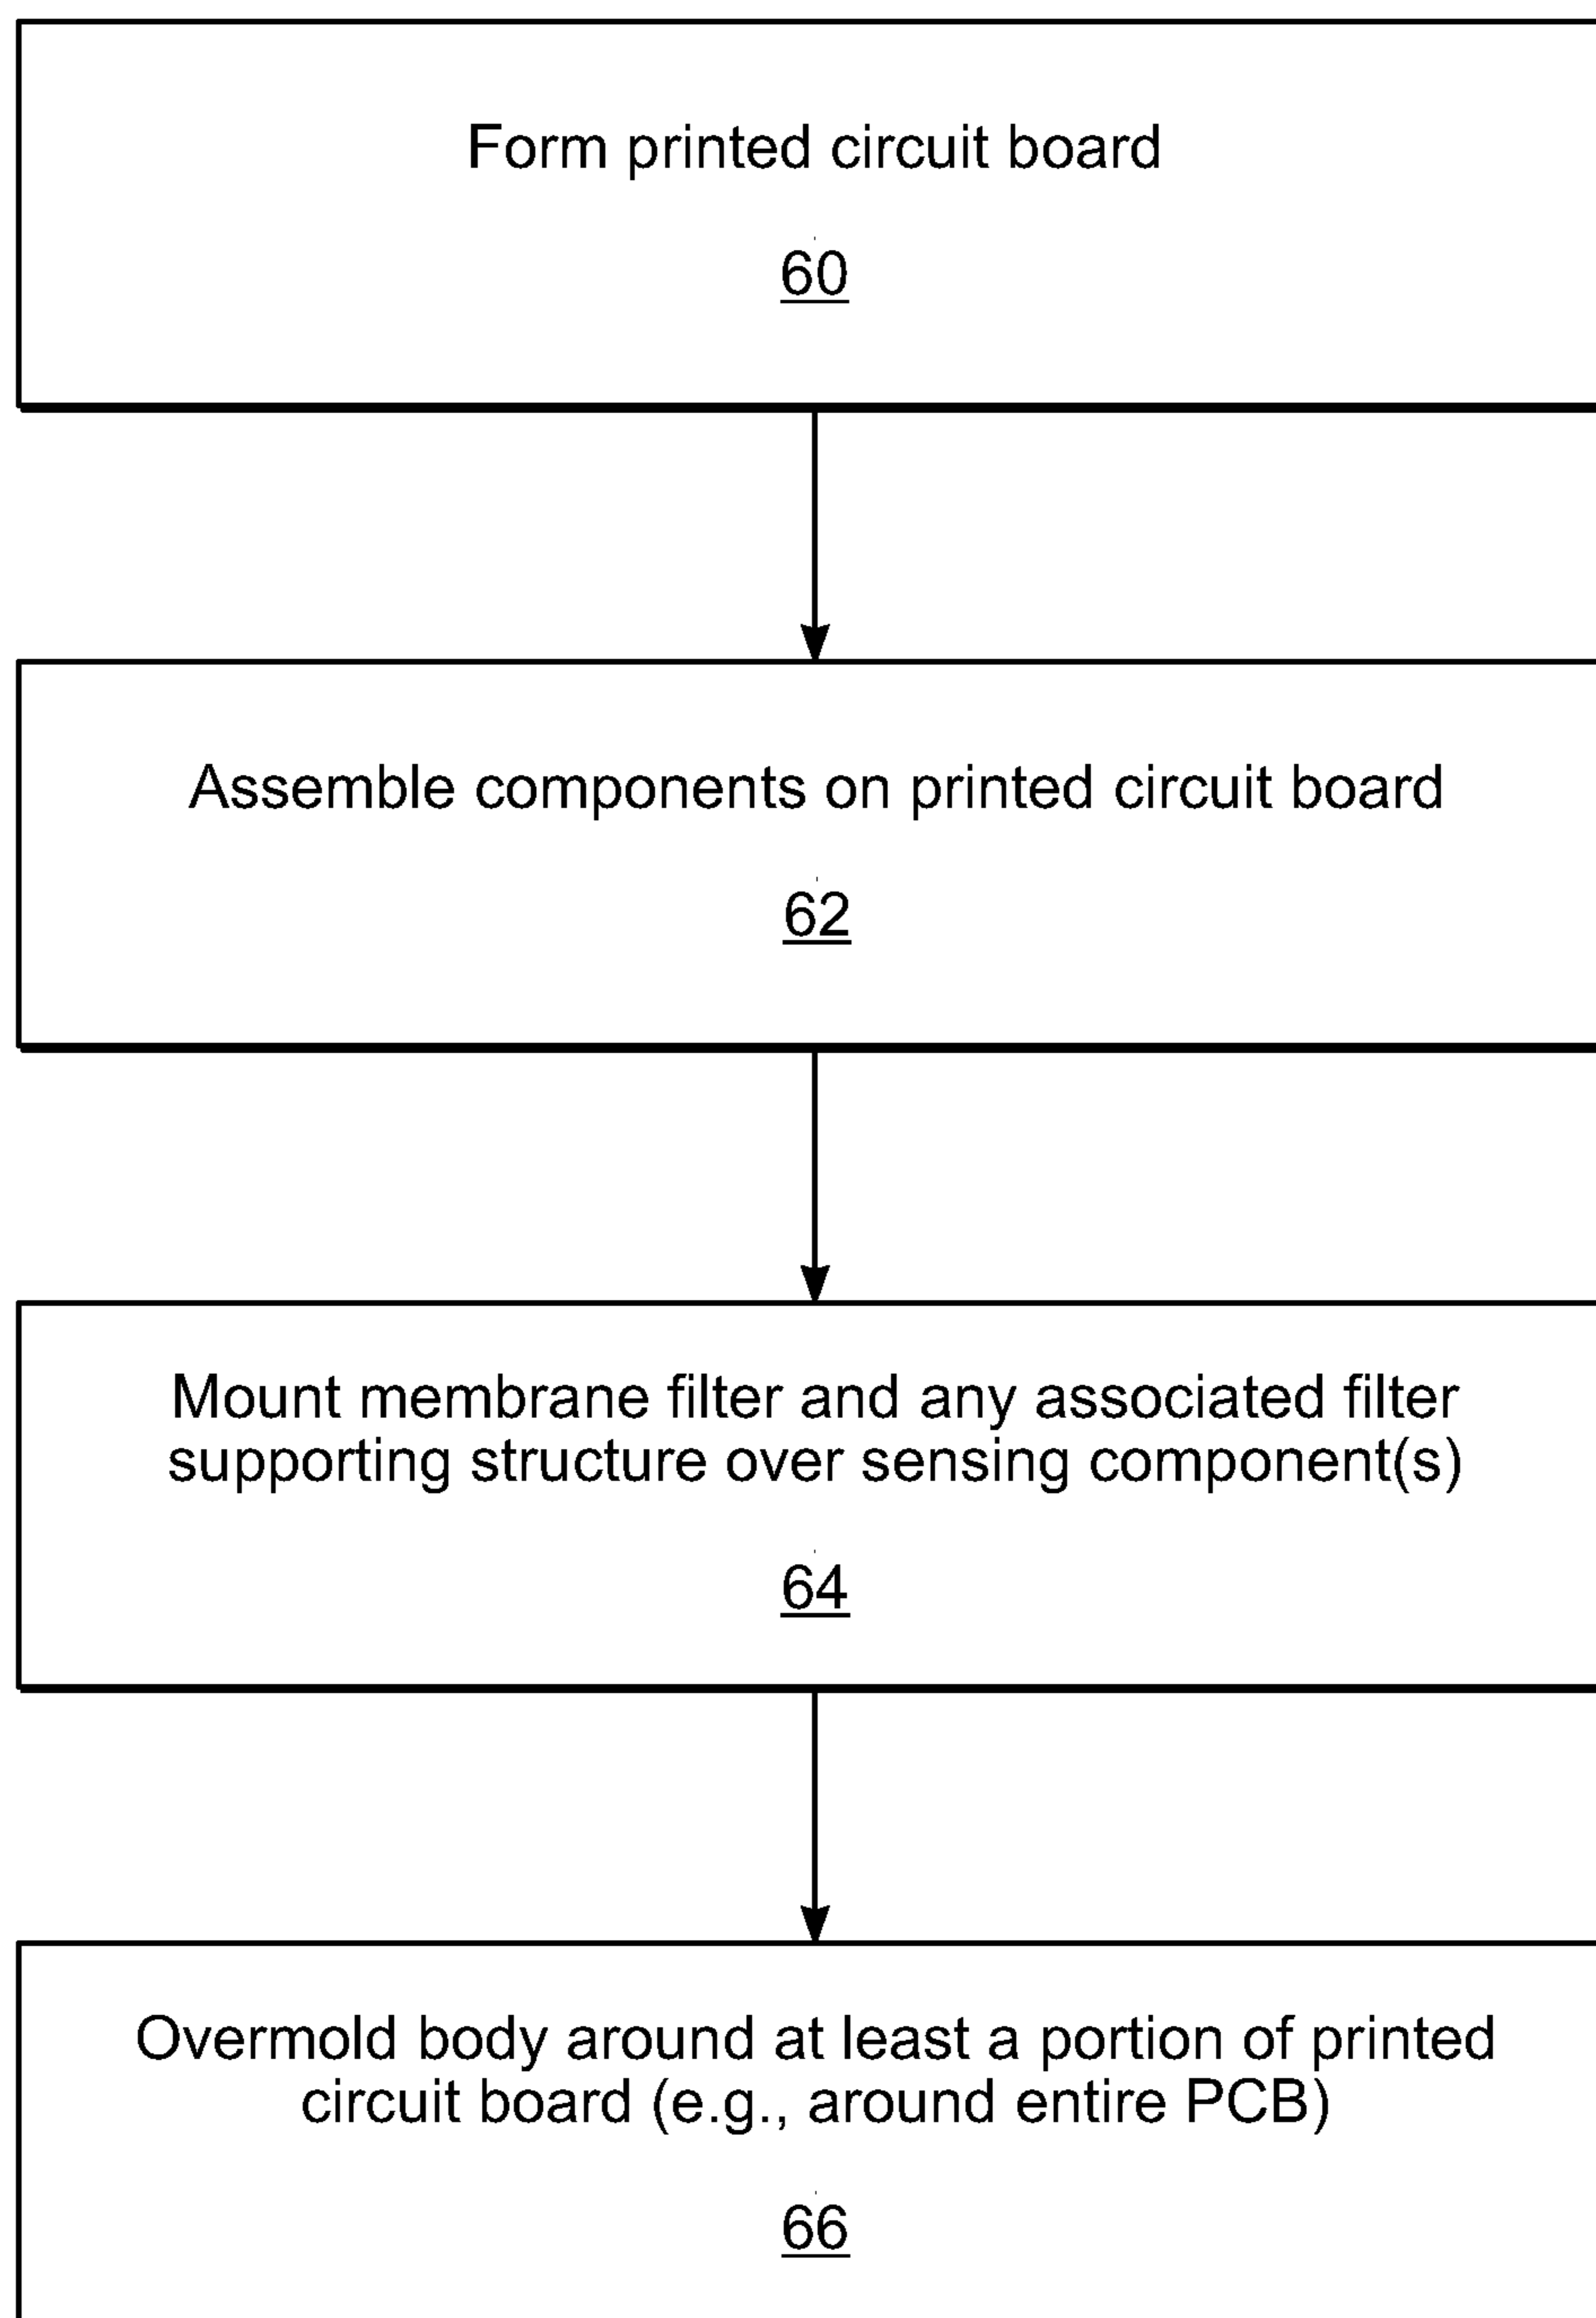 Form printed circuit board
60
Assemble components on printed circuit board
62
Mount membrane filter and any associated filter
supporting structure over sensing component(s)
64
Overmold body around at least a portion of printed
circuit board (e.g., around entire PCB)
66